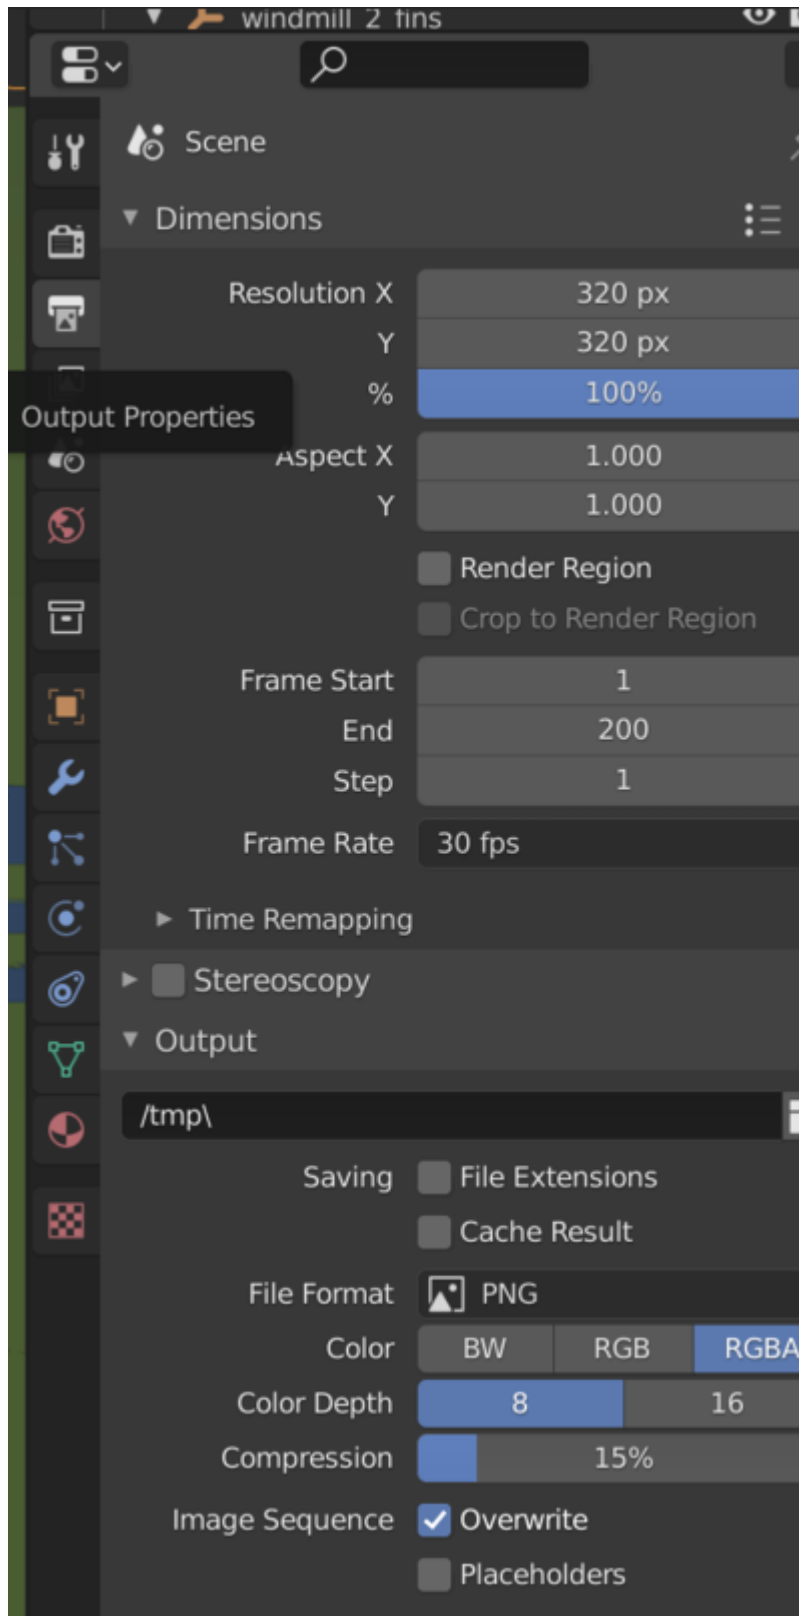 windmill 2 fins
Scene
Dimensions
Resolution X 320 px
Y 320 px
% 100%
Output Properties
Aspect X 1.000
Y 1.000
Render Region
Crop to Render Region
Frame Start 1
End 200
Step 1
Frame Rate 30 fps
Time Remapping
Stereoscopy
Output
/tmp\
Saving File Extensions
Cache Result
File Format PNG
Color BW RGB RGBA
Color Depth 8 16
Compression 15%
Image Sequence Overwrite
Placeholders